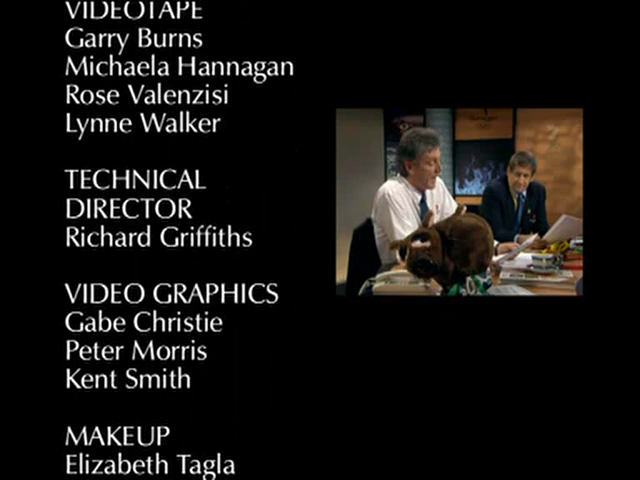 VIDEOTAPE
Garry Burns
Michaela Hannagan
Rose Valenzisi
Lynne Walker
TECHNICAL
DIRECTOR
Richard Griffiths
VIDEO GRAPHICS
Gabe Christie
Peter Morris
Kent Smith
MAKEUP
Elizabeth Tagla